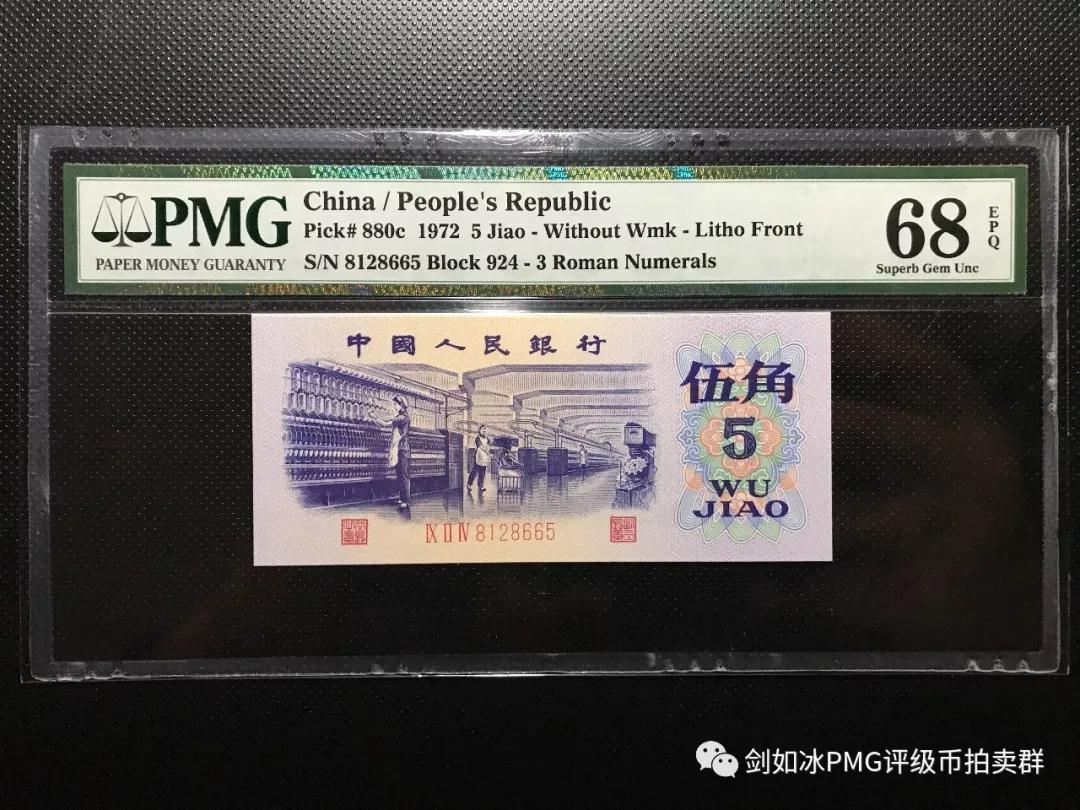 PMG
PAPER MONEY GUARANTY
China / People's Republic
Pick# 880c 1972 5 Jiao - Without Wmk - Litho Front
S/N 8128665 Block 924 - 3 Roman Numerals
68
EPQ
Superb Gem Unc
中國人民銀行
伍角
5
WU
JIAO
IX II IV 8128665
剑如冰PMG评级币拍卖群